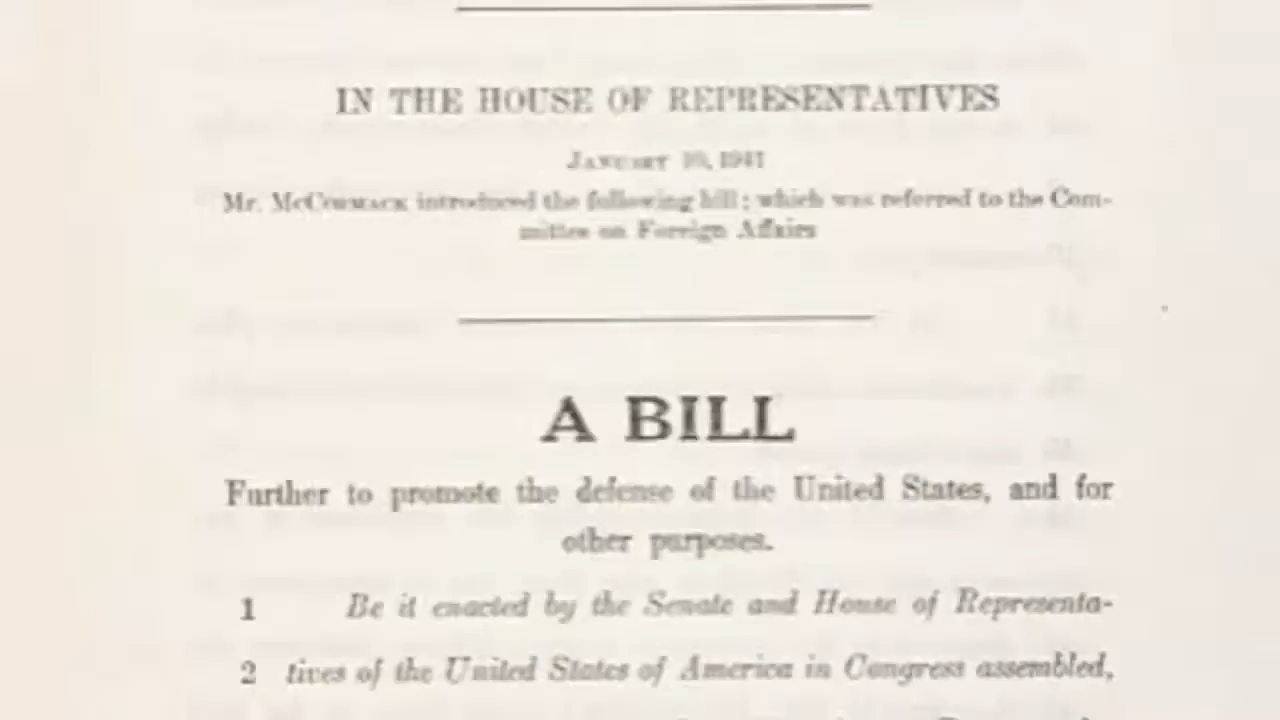 IN THE HOUSE OF REPRESENTATIVES
JANUARY 10, 1941
Mr. McCORMACK introduced the following bill; which was referred to the Com-
mittee on Foreign Affairs
A BILL
Further to promote the defense of the United States, and for
other purposes.
1 Be it enacted by the Senate and House of Representa-
2 tives of the United States of America in Congress assembled,